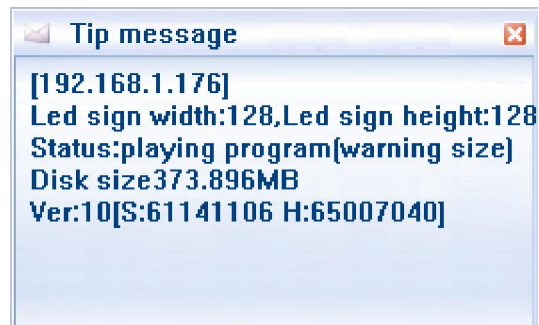 Tip message
[192.168.1.176]
Led sign width:128,Led sign height:128
Status:playing program(warning size)
Disk size373.896MB
Ver:10[S:61141106 H:65007040]